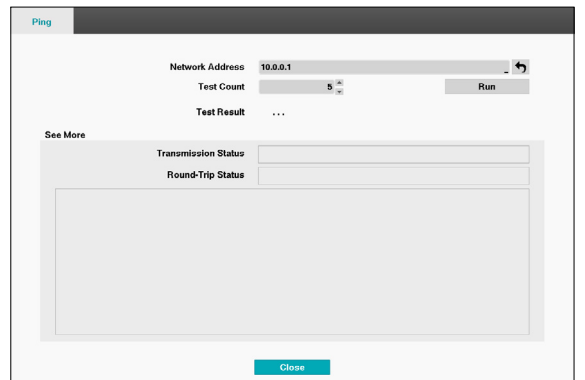 Ping
Network Address 10.0.0.1 _
Test Count 5 Run
Test Result ...
See More
Transmission Status
Round-Trip Status
Close